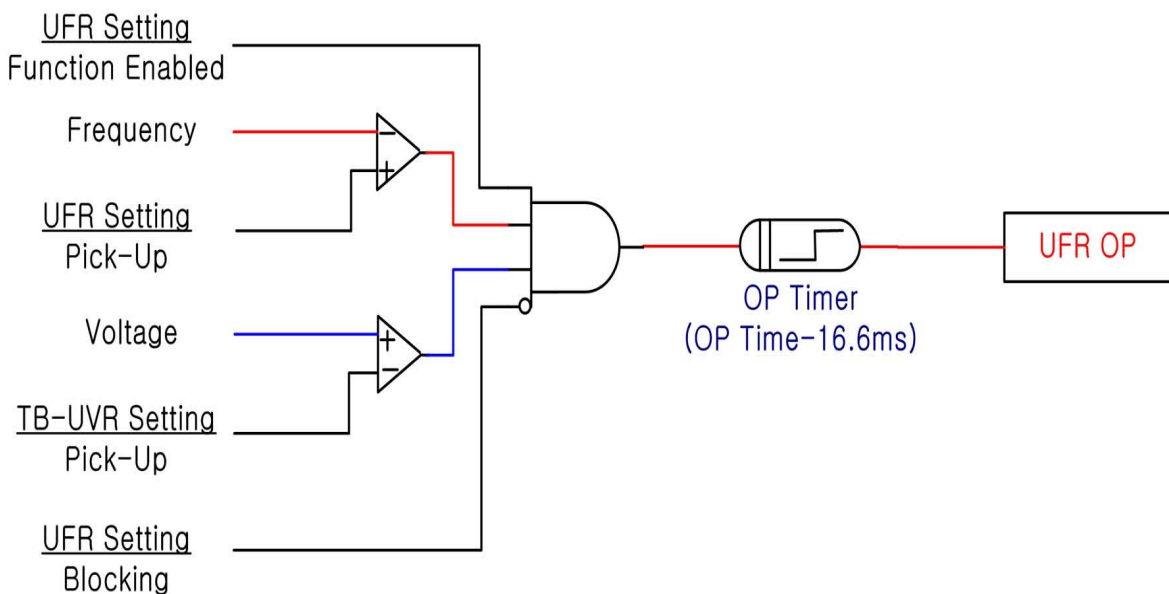 UFR Setting
Function Enabled
Frequency
UFR Setting
Pick-Up
Voltage
TB-UVR Setting
Pick-Up
UFR Setting
Blocking
−
+
+
−
OP Timer
(OP Time-16.6ms)
UFR OP